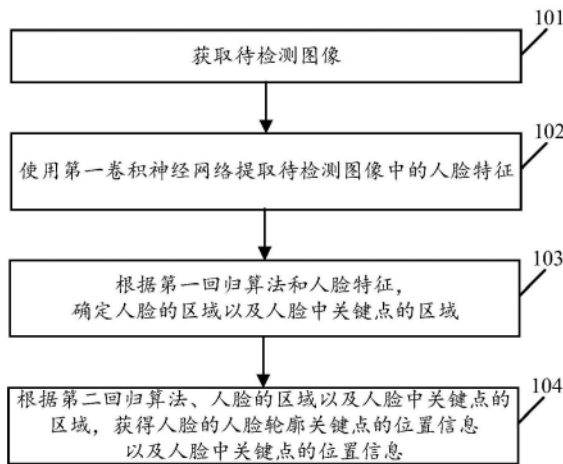 101
获取待检测图像
102
使用第一卷积神经网络提取待检测图像中的人脸特征
103
根据第一回归算法和人脸特征，
确定人脸的区域以及人脸中关键点的区域
104
根据第二回归算法、人脸的区域以及人脸中关键点的
区域，获得人脸的人脸轮廓关键点的位置信息
以及人脸中关键点的位置信息